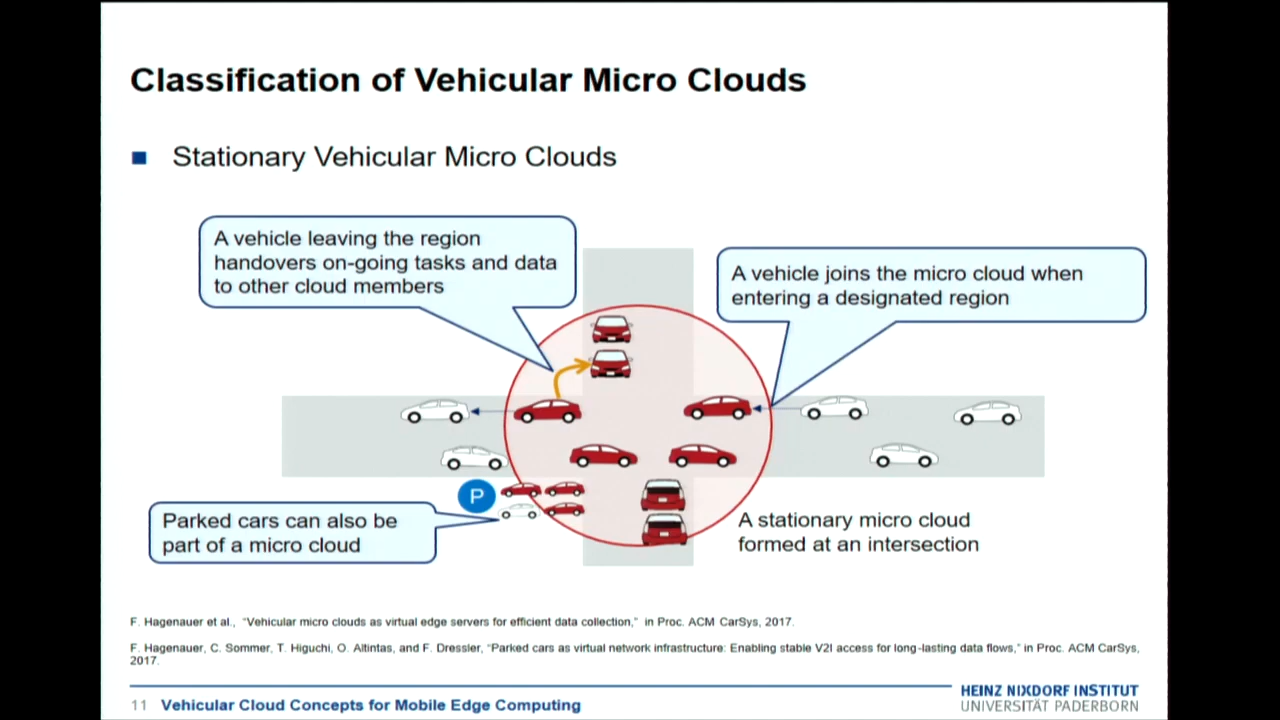 Classification of Vehicular Micro Clouds
Stationary Vehicular Micro Clouds
A vehicle leaving the region
handovers on-going tasks and data
to other cloud members
A vehicle joins the micro cloud when
entering a designated region
P
Parked cars can also be
part of a micro cloud
A stationary micro cloud
formed at an intersection
F. Hagenauer et al., "Vehicular micro clouds as virtual edge servers for efficient data collection," in Proc. ACM CarSys, 2017.
F. Hagenauer, C. Sommer, T. Higuchi, O. Altintas, and F. Dressler, "Parked cars as virtual network infrastructure: Enabling stable V2I access for long-lasting data flows," in Proc. ACM CarSys,
2017.
11 Vehicular Cloud Concepts for Mobile Edge Computing
HEINZ NIXDORF INSTITUT
UNIVERSITÄT PADERBORN